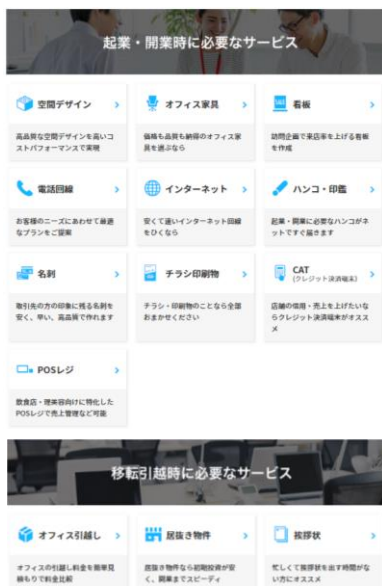 起業・開業時に必要なサービス
空間デザイン
高品質な空間デザインを高いコ
ストパフォーマンスで実現
オフィス家具
価格も品質も納得のオフィス家
具を選ぶなら
看板
訪問企画で来店率を上げる看板
を作成
電話回線
お客様のニーズにあわせて最適
なプランをご提案
インターネット
安くて速いインターネット回線
をひくなら
ハンコ・印鑑
起業・開業に必要なハンコがネ
ットですぐ届きます
名刺
取引先の方の印象に残る名刺を
安く、早い、高品質で作れます
チラシ印刷物
チラシ・印刷物のことなら全部
おまかせください
CAT
(クレジット決済端末)
店舗の信用・売上を上げたいな
らクレジット決済端末がオスス
メ
POSレジ
飲食店・理美容向けに特化した
POSレジで売上管理など可能
移転引越時に必要なサービス
オフィス引越し
オフィスの引越し料金を簡単見
積もりで料金比較
居抜き物件
居抜き物件なら初期投資が安
く、開業までスピーディ
挨拶状
忙しくて挨拶状を出す時間がな
い方にオススメ